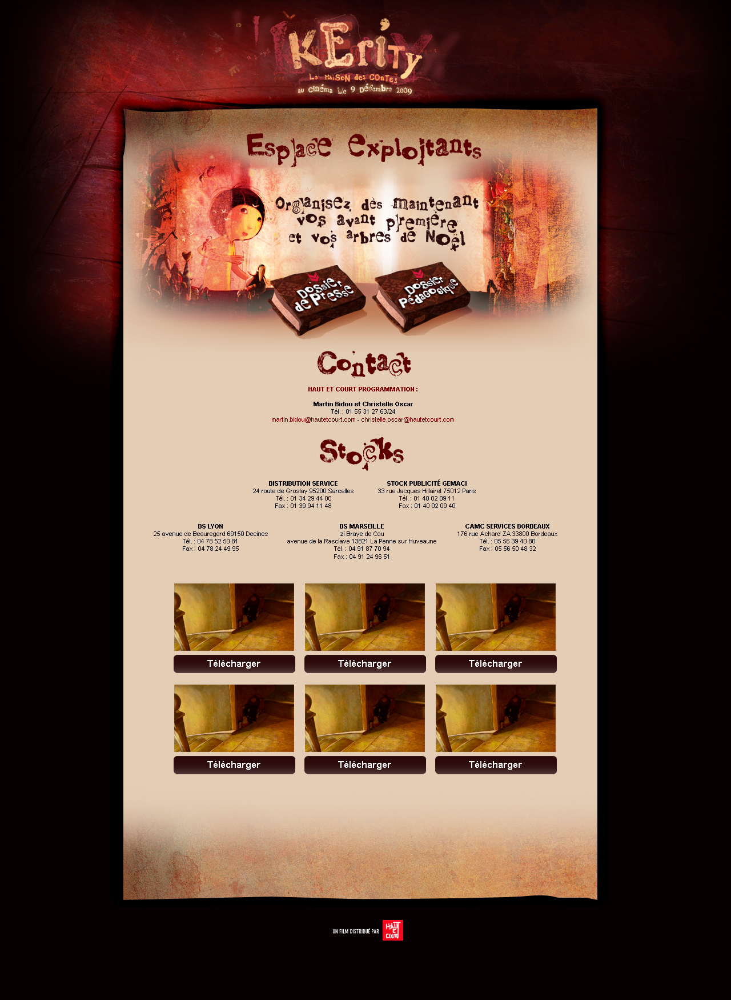 KErity
La Maison des Contes
au Cinéma Le 9 Décembre 2009
Espace Exploitants
Organisez dès maintenant
vos avant première
et vos arbres de Noël
Dossier
de Presse
Dossier
Pédagogique
Contact
HAUT ET COURT PROGRAMMATION :
Martin Bidou et Christelle Oscar
Tél. : 01 55 31 27 63/24
martin.bidou@hautetcourt.com - christelle.oscar@hautetcourt.com
Stocks
DISTRIBUTION SERVICE
24 route de Groslay 95200 Sarcelles
Tél. : 01 34 29 44 00
Fax : 01 39 94 11 48
STOCK PUBLICITÉ GEMACI
33 rue Jacques Hillairet 75012 Paris
Tél. : 01 40 02 09 11
Fax : 01 40 02 09 40
DS LYON
25 avenue de Beauregard 69150 Decines
Tél. : 04 78 52 50 81
Fax : 04 78 24 49 95
DS MARSEILLE
zi Braye de Cau
avenue de la Rasclave 13821 La Penne sur Huveaune
Tél. : 04 91 87 70 94
Fax : 04 91 24 96 51
CAMC SERVICES BORDEAUX
176 rue Achard ZA 33800 Bordeaux
Tél. : 05 56 39 40 80
Fax : 05 56 50 48 32
Télécharger
Télécharger
Télécharger
Télécharger
Télécharger
Télécharger
UN FILM DISTRIBUÉ PAR
HAUT
ET
COURT